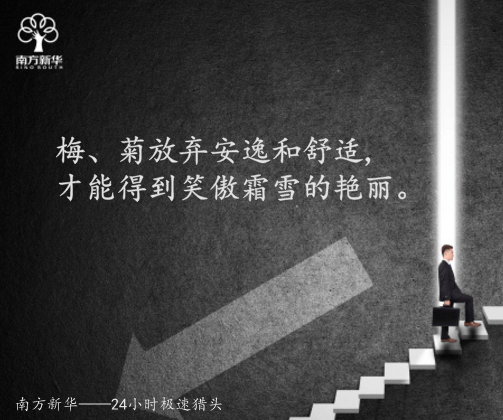 南方新华
SINO SOUTH
梅、菊放弃安逸和舒适，
才能得到笑傲霜雪的艳丽。
南方新华——24小时极速猎头